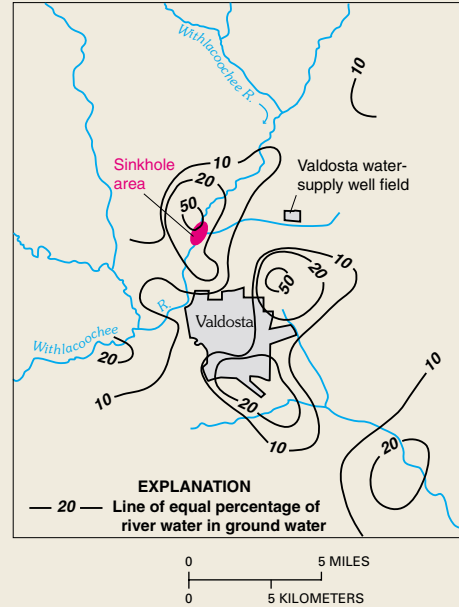 10
Withlacoochee R.
Sinkhole
area
10
20
50
Valdosta water-
supply well field
10
20
50
R.
Valdosta
Withlacoochee
20
10
20
10
20
EXPLANATION
20 Line of equal percentage of
river water in ground water
0 5 MILES
0 5 KILOMETERS